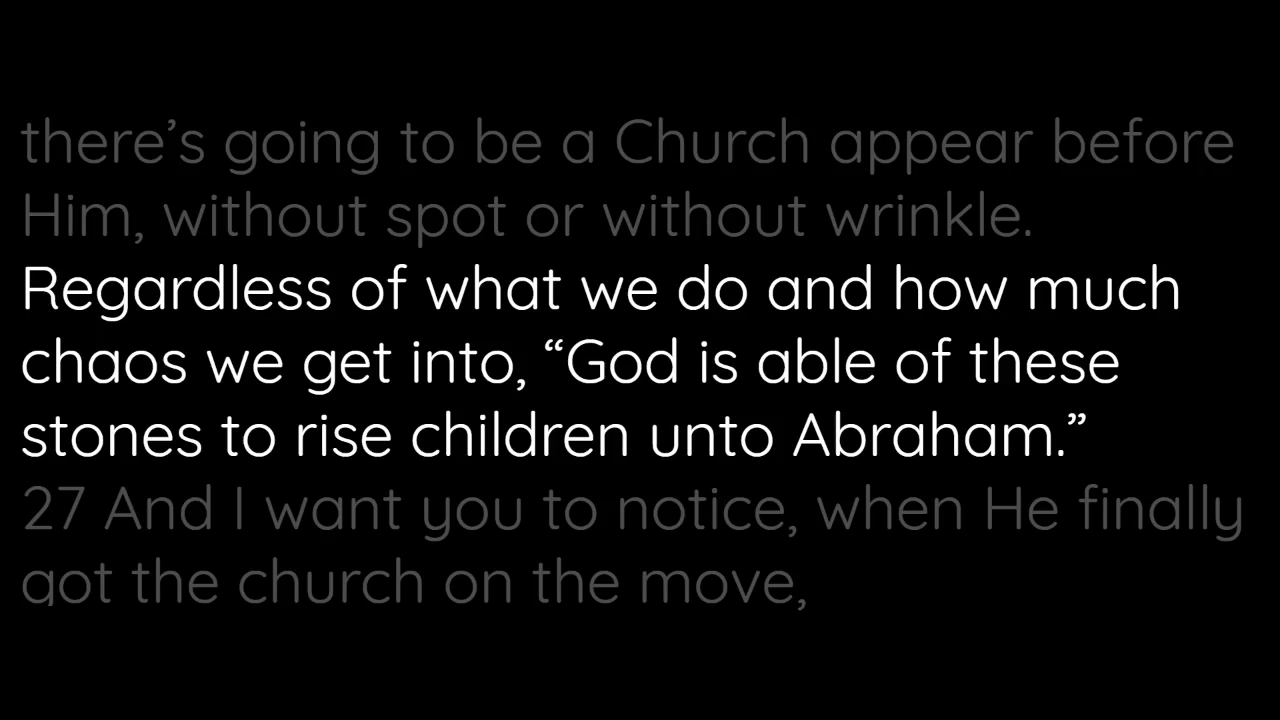 there’s going to be a Church appear before
Him, without spot or without wrinkle.
Regardless of what we do and how much
chaos we get into, “God is able of these
stones to rise children unto Abraham.”
27 And I want you to notice, when He finally
got the church on the move,